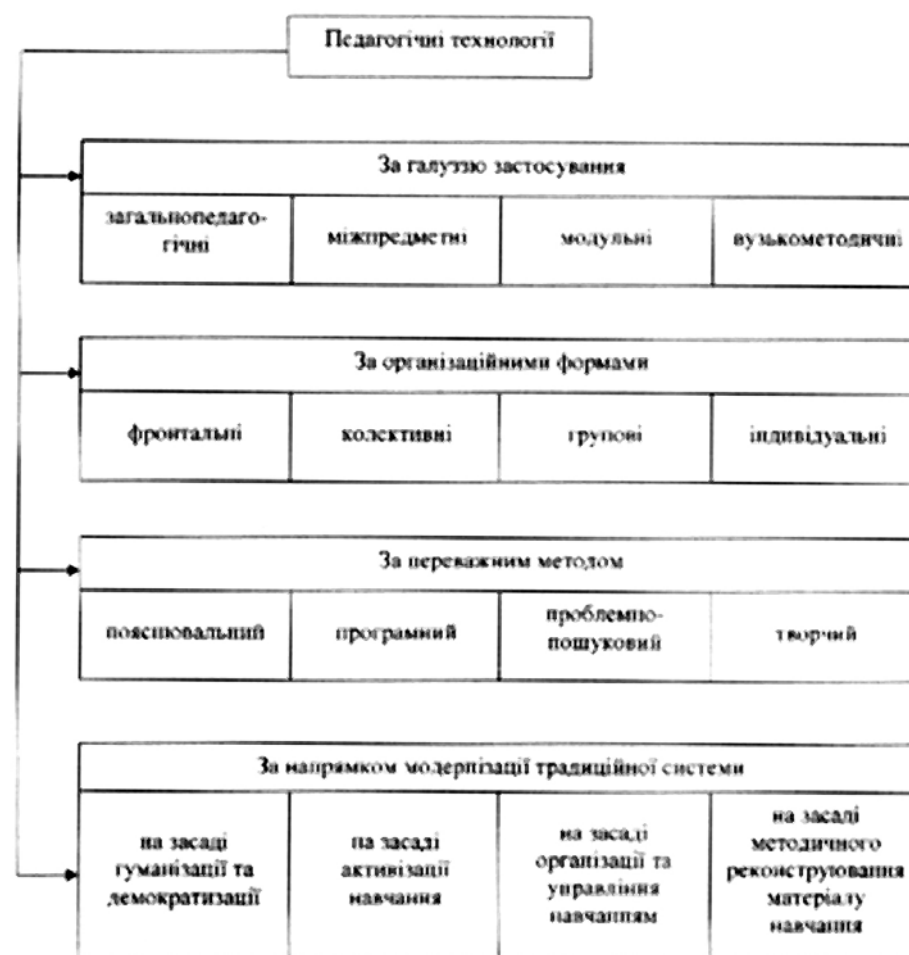 Педагогічні технології
За галуззю застосування
загальнопедаго-
гічні
міжпредметні
модульні
вузькометодичні
За організаційними формами
фронтальні
колективні
групові
індивідуальні
За переважним методом
пояснювальний
програмний
проблемно-
пошуковий
творчий
За напрямком модернізації традиційної системи
на засаді
гуманізації та
демократизації
на засаді
активізації
навчання
на засаді
організації та
управління
навчанням
на засаді
методичного
реконструювання
матеріалу
навчання